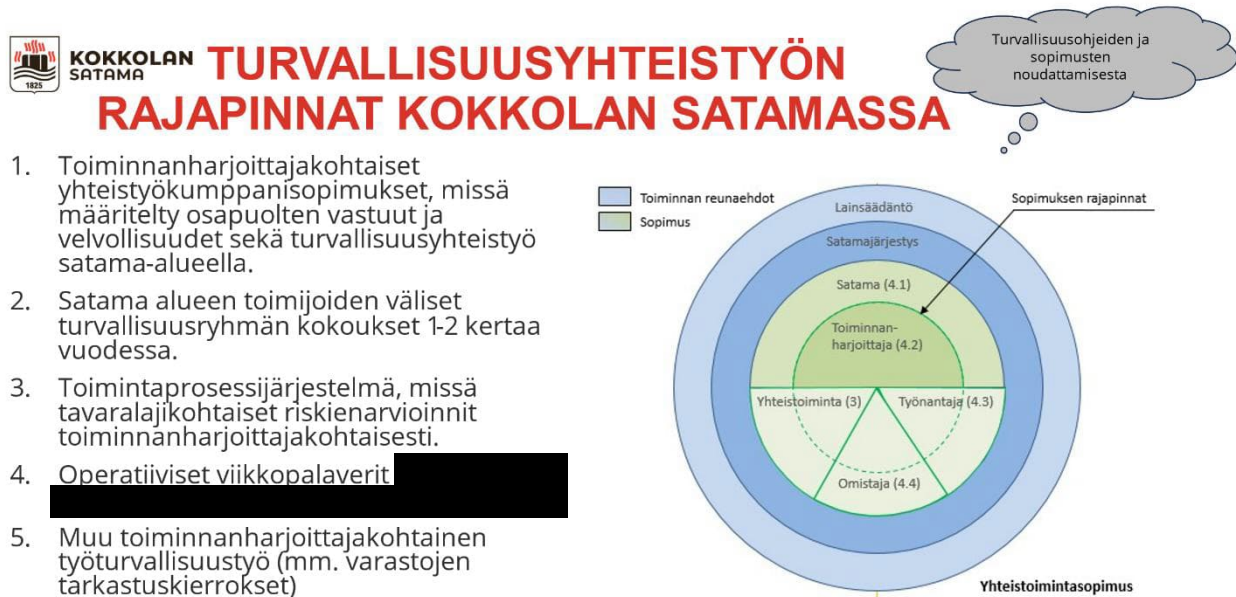 KOKKOLAN
SATAMA
1825
TURVALLISUUSYHTEISTYÖN
RAJAPINNAT KOKKOLAN SATAMASSA
Turvallisuusohjeiden ja
sopimusten
noudattamisesta
1. Toiminnanharjoittajakohtaiset
yhteistyökumppanisopimukset, missä
määritelty osapuolten vastuut ja
velvollisuudet sekä turvallisuusyhteistyö
satama-alueella.
2. Satama alueen toimijoiden väliset
turvallisuusryhmän kokoukset 1-2 kertaa
vuodessa.
3. Toimintaprosessijärjestelmä, missä
tavaralajikohtaiset riskienarvioinnit
toiminnanharjoittajakohtaisesti.
4. Operatiiviset viikkopalaverit
5. Muu toiminnanharjoittajakohtainen
työturvallisuustyö (mm. varastojen
tarkastuskierrokset)
Toiminnan reunaehdot
Sopimus
Sopimuksen rajapinnat
Lainsäädäntö
Satamajärjestys
Satama (4.1)
Toiminnan-
harjoittaja (4.2)
Yhteistoiminta (3)
Työnantaja (4.3)
Omistaja (4.4)
Yhteistoimintasopimus